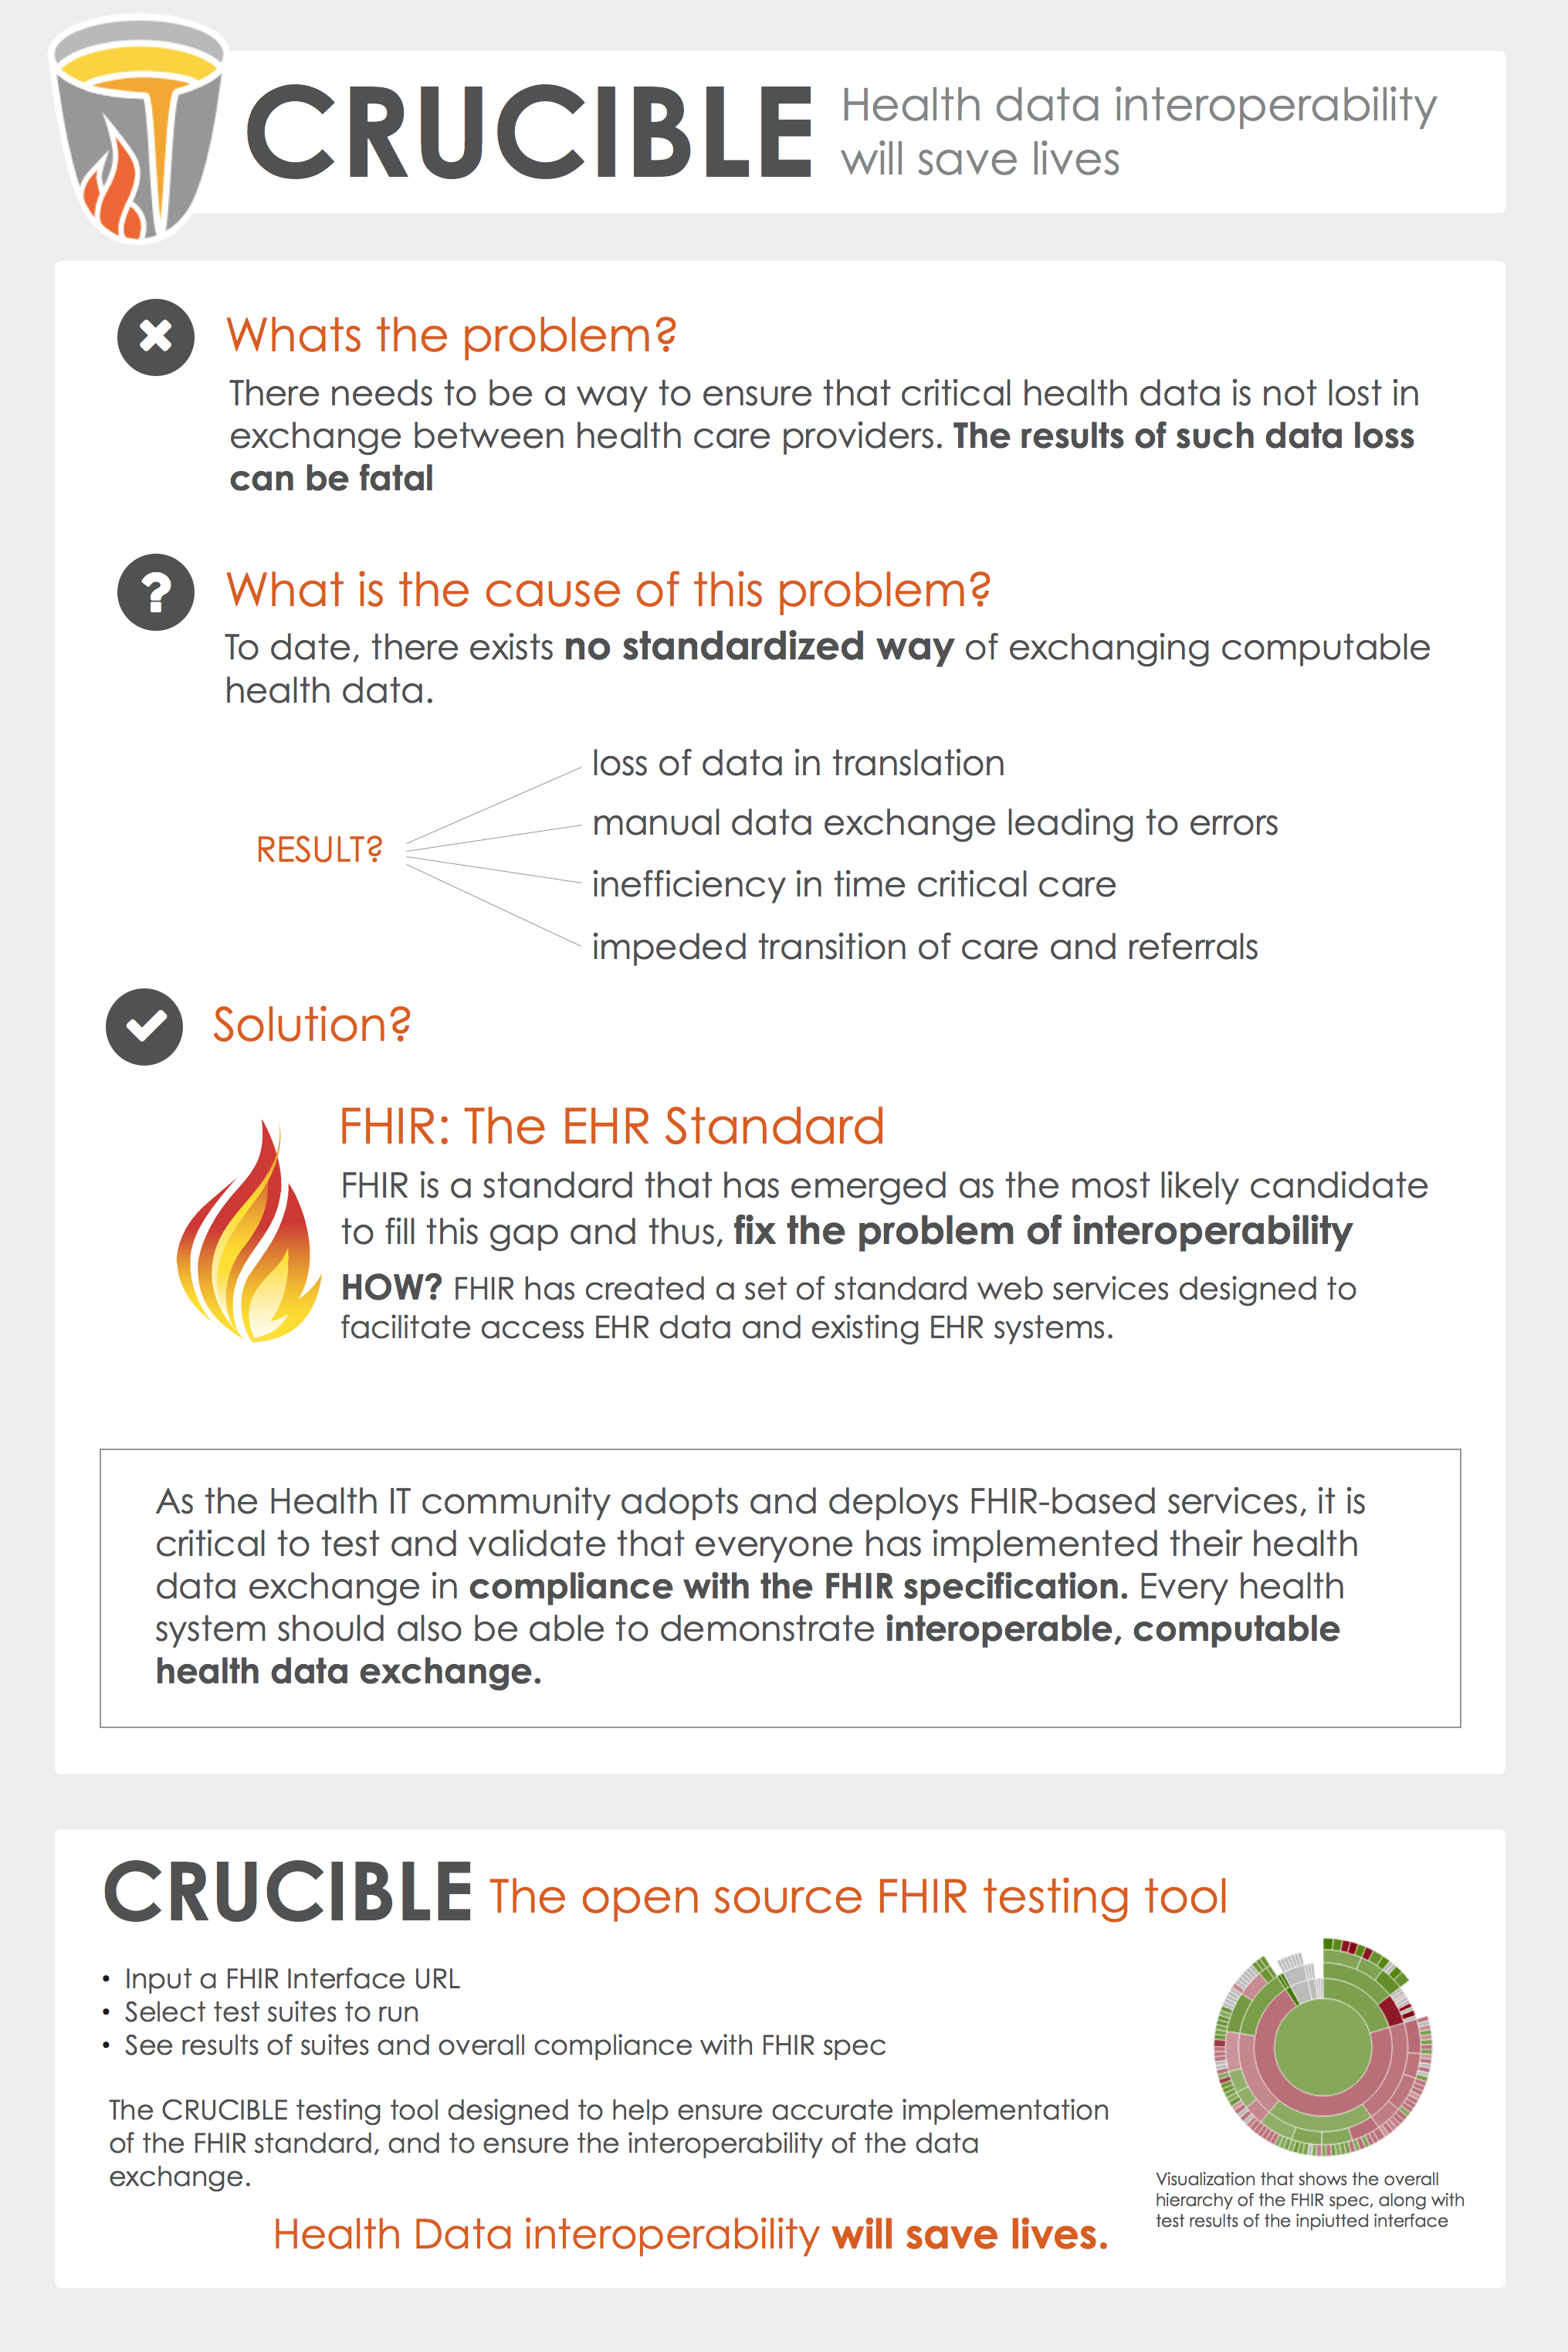 CRUCIBLE
Health data interoperability
will save lives
Whats the problem?
There needs to be a way to ensure that critical health data is not lost in
exchange between health care providers. The results of such data loss
can be fatal
What is the cause of this problem?
To date, there exists no standardized way of exchanging computable
health data.
RESULT?
loss of data in translation
manual data exchange leading to errors
inefficiency in time critical care
impeded transition of care and referrals
Solution?
FHIR: The EHR Standard
FHIR is a standard that has emerged as the most likely candidate
to fill this gap and thus, fix the problem of interoperability
HOW? FHIR has created a set of standard web services designed to
facilitate access EHR data and existing EHR systems.
As the Health IT community adopts and deploys FHIR-based services, it is
critical to test and validate that everyone has implemented their health
data exchange in compliance with the FHIR specification. Every health
system should also be able to demonstrate interoperable, computable
health data exchange.
CRUCIBLE The open source FHIR testing tool
• Input a FHIR Interface URL
• Select test suites to run
• See results of suites and overall compliance with FHIR spec
The CRUCIBLE testing tool designed to help ensure accurate implementation
of the FHIR standard, and to ensure the interoperability of the data
exchange.
Visualization that shows the overall
hierarchy of the FHIR spec, along with
test results of the inpiutted interface
Health Data interoperability will save lives.